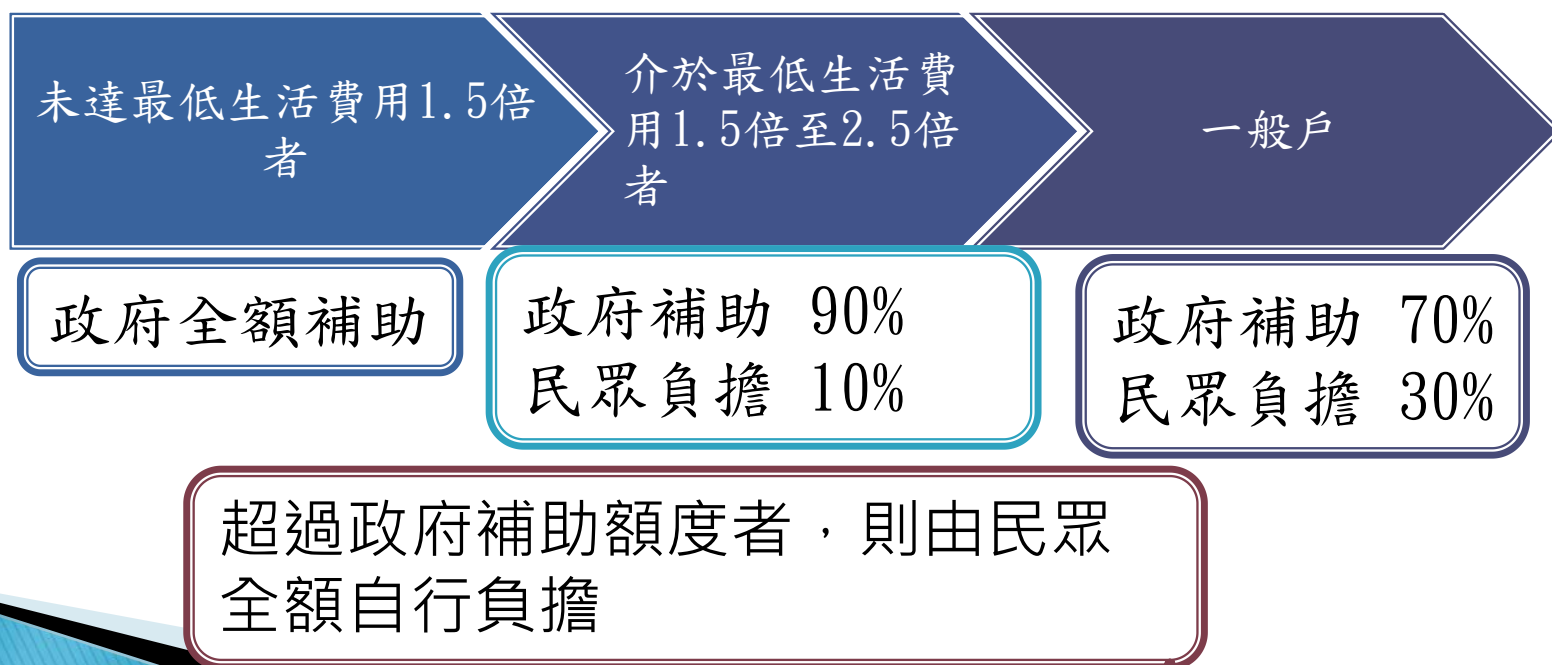 未達最低生活費用1.5倍
者
介於最低生活費
用1.5倍至2.5倍
者
一般戶
政府全額補助
政府補助 90%
民眾負擔 10%
政府補助 70%
民眾負擔 30%
超過政府補助額度者，則由民眾
全額自行負擔